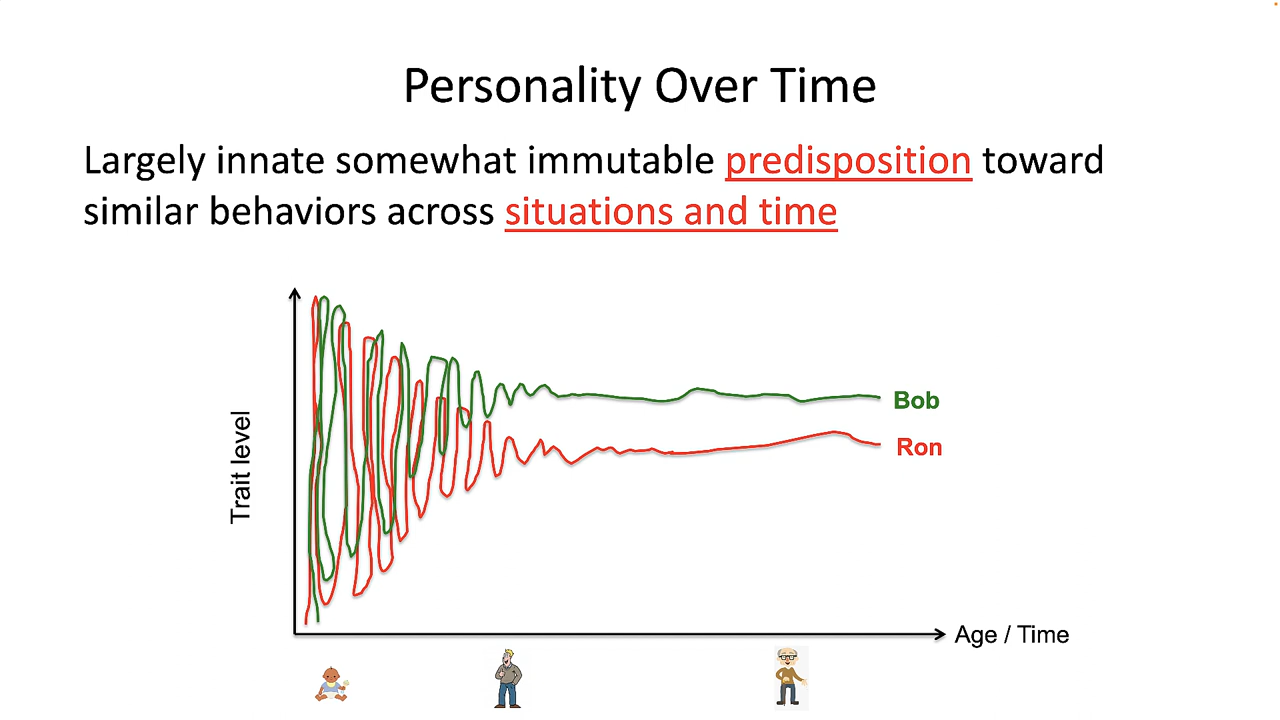 Personality Over Time
Largely innate somewhat immutable predisposition toward
similar behaviors across situations and time
Trait level
Bob
Ron
Age / Time